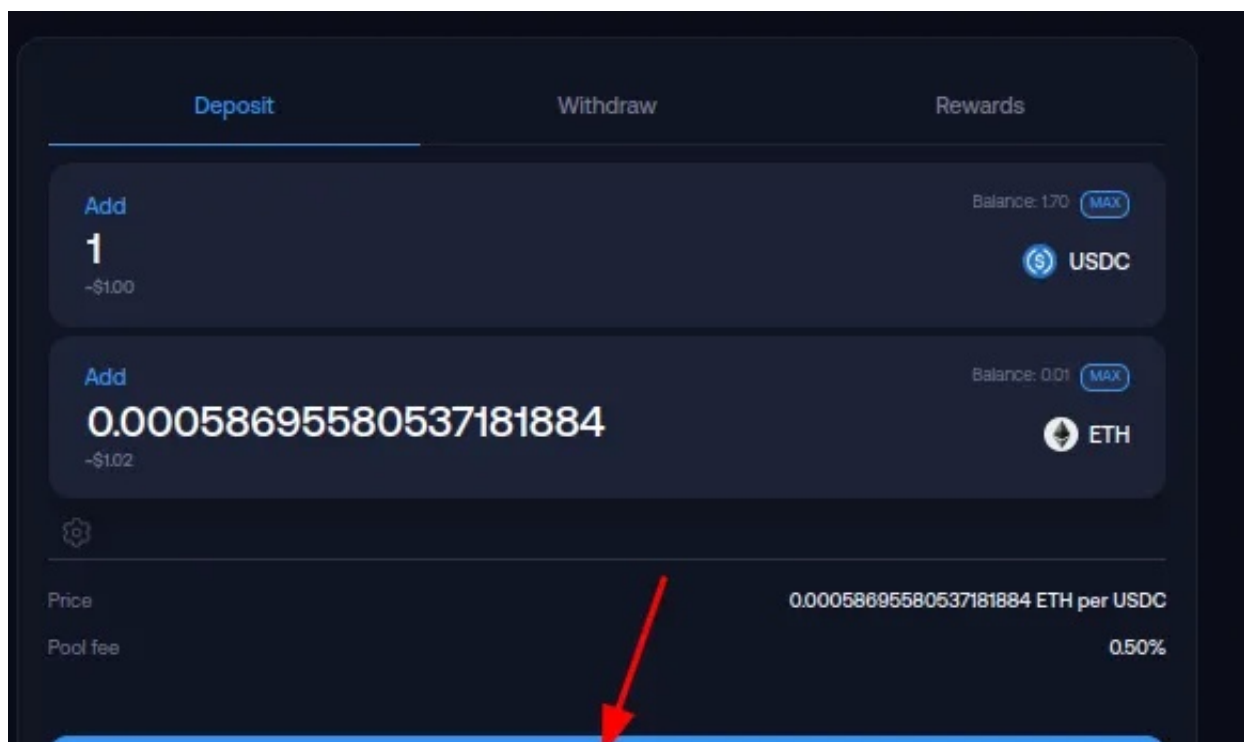 Deposit Withdraw Rewards
Add Balance: 1.70 MAX
1 USDC
~$1.00
Add Balance: 0.01 MAX
0.00058695580537181884 ETH
~$1.02
Price 0.00058695580537181884 ETH per USDC
Pool fee 0.50%